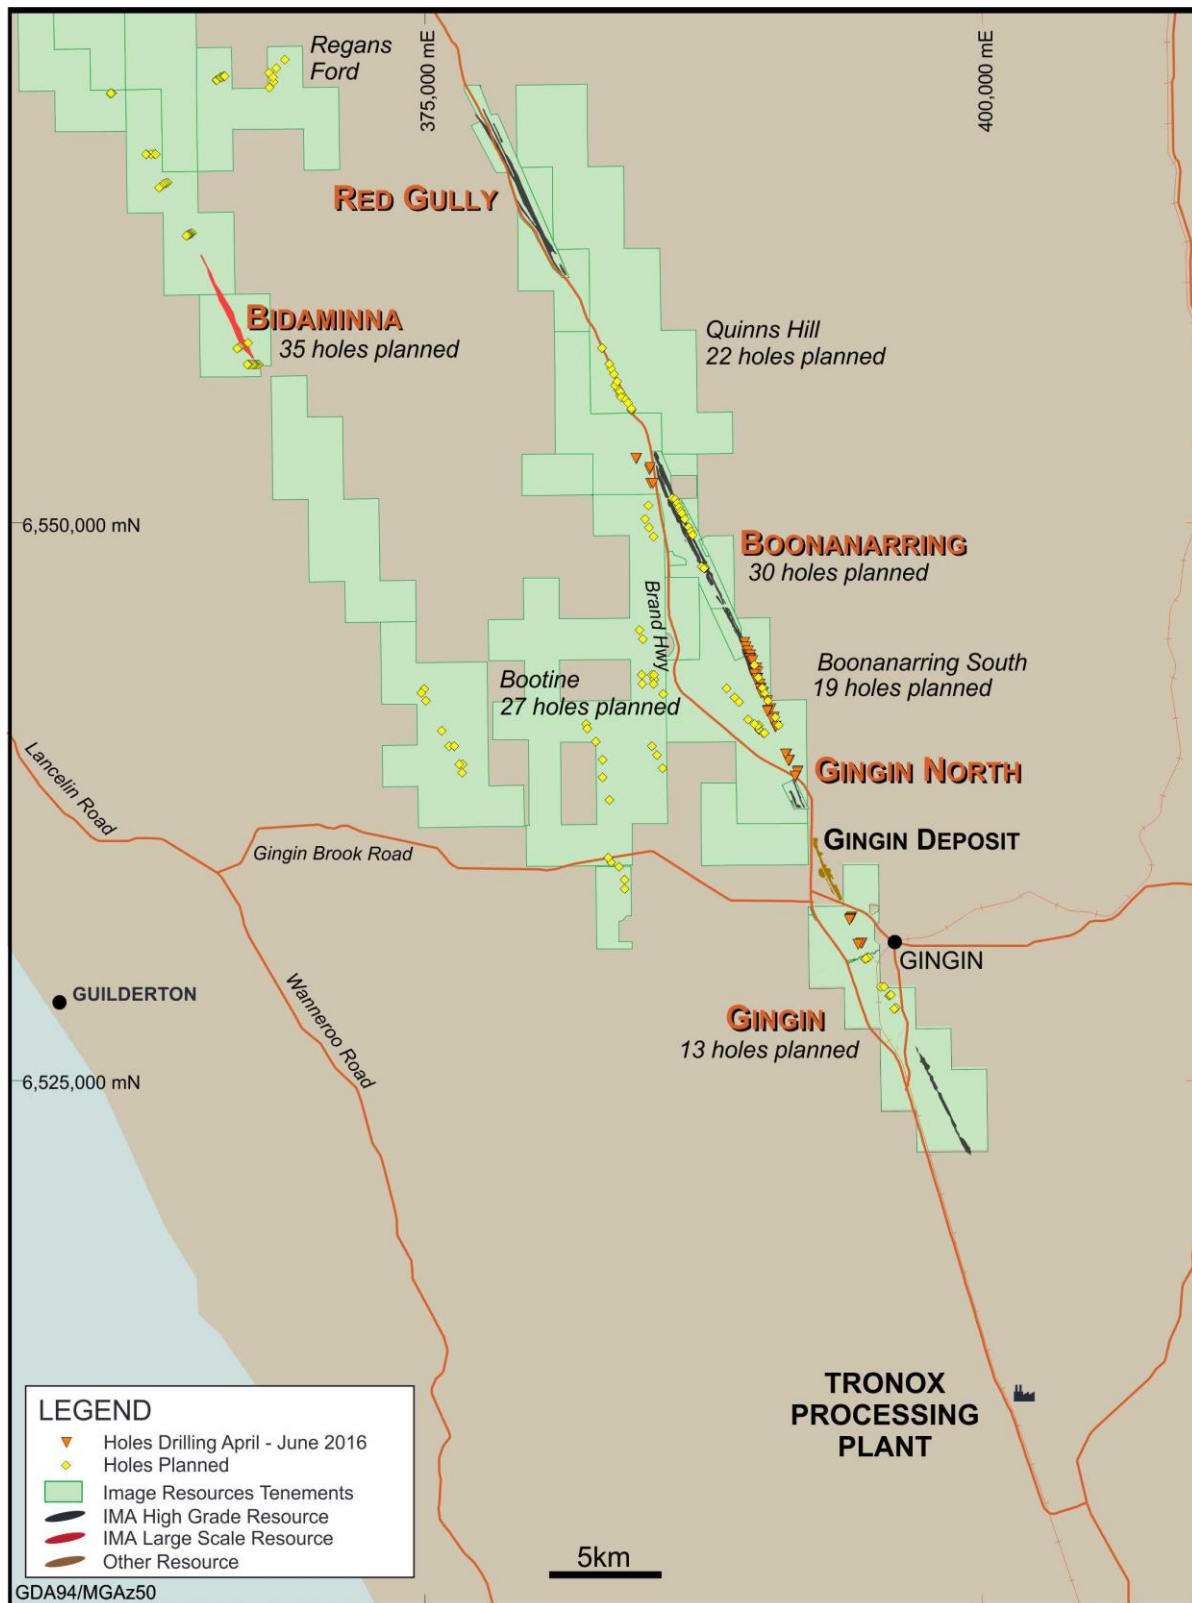 Regans
Ford
375,000 mE
400,000 mE
RED GULLY
BIDAMINNA
35 holes planned
Quinns Hill
22 holes planned
6,550,000 mN
BOONANARRING
30 holes planned
Brand Hwy
Bootine
27 holes planned
Boonanarring South
19 holes planned
GINGIN NORTH
Lancelin Road
Gingin Brook Road
GINGIN DEPOSIT
GINGIN
GUILDERTON
Wanneroo Road
GINGIN
13 holes planned
6,525,000 mN
TRONOX
PROCESSING
PLANT
LEGEND
Holes Drilling April - June 2016
Holes Planned
Image Resources Tenements
IMA High Grade Resource
IMA Large Scale Resource
Other Resource
5km
GDA94/MGAz50